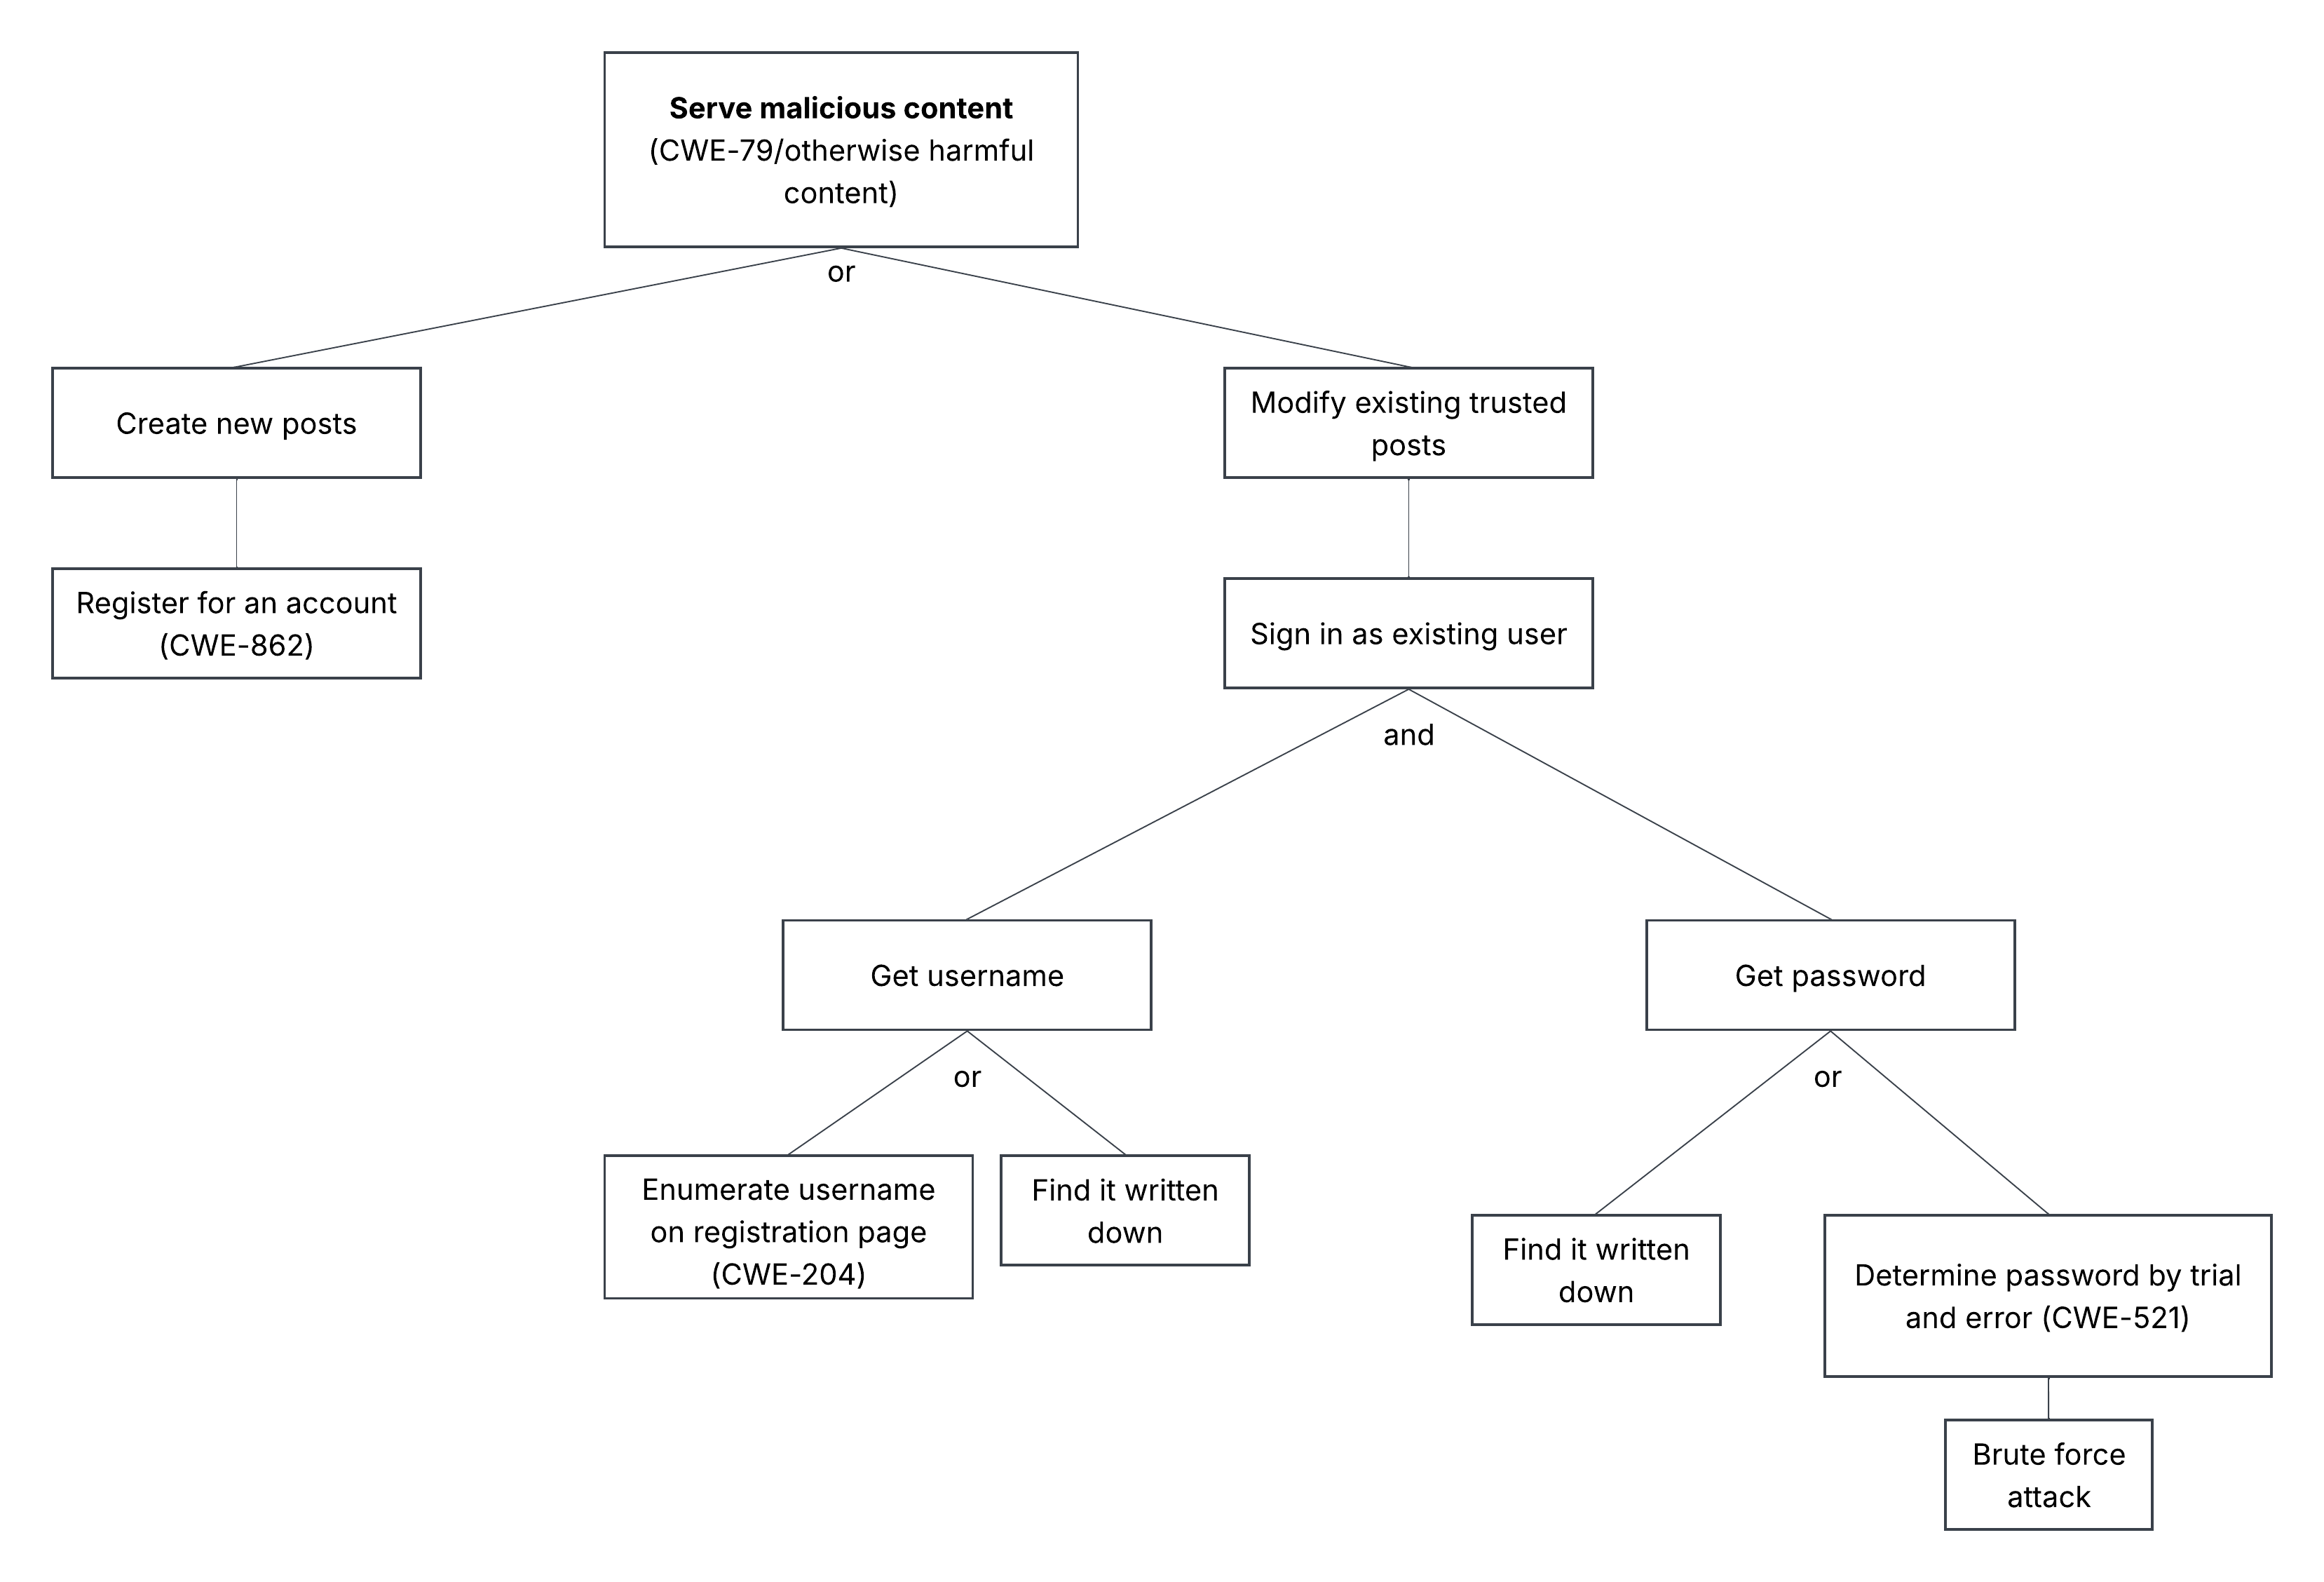 Serve malicious content
(CWE-79/otherwise harmful
content)
or
Create new posts
Modify existing trusted
posts
Register for an account
(CWE-862)
Sign in as existing user
and
Get username
Get password
or
or
Enumerate username
on registration page
(CWE-204)
Find it written
down
Find it written
down
Determine password by trial
and error (CWE-521)
Brute force
attack